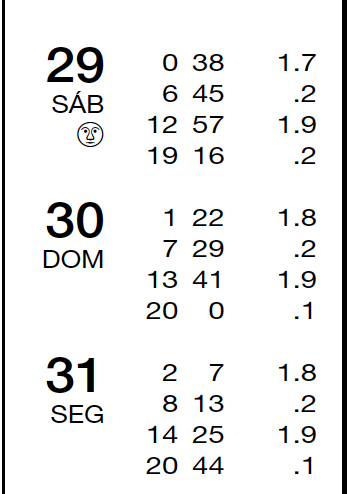 29 0 38 1.7
SÁB 6 45 .2
12 57 1.9
19 16 .2
30 1 22 1.8
DOM 7 29 .2
13 41 1.9
20 0 .1
31 2 7 1.8
SEG 8 13 .2
14 25 1.9
20 44 .1